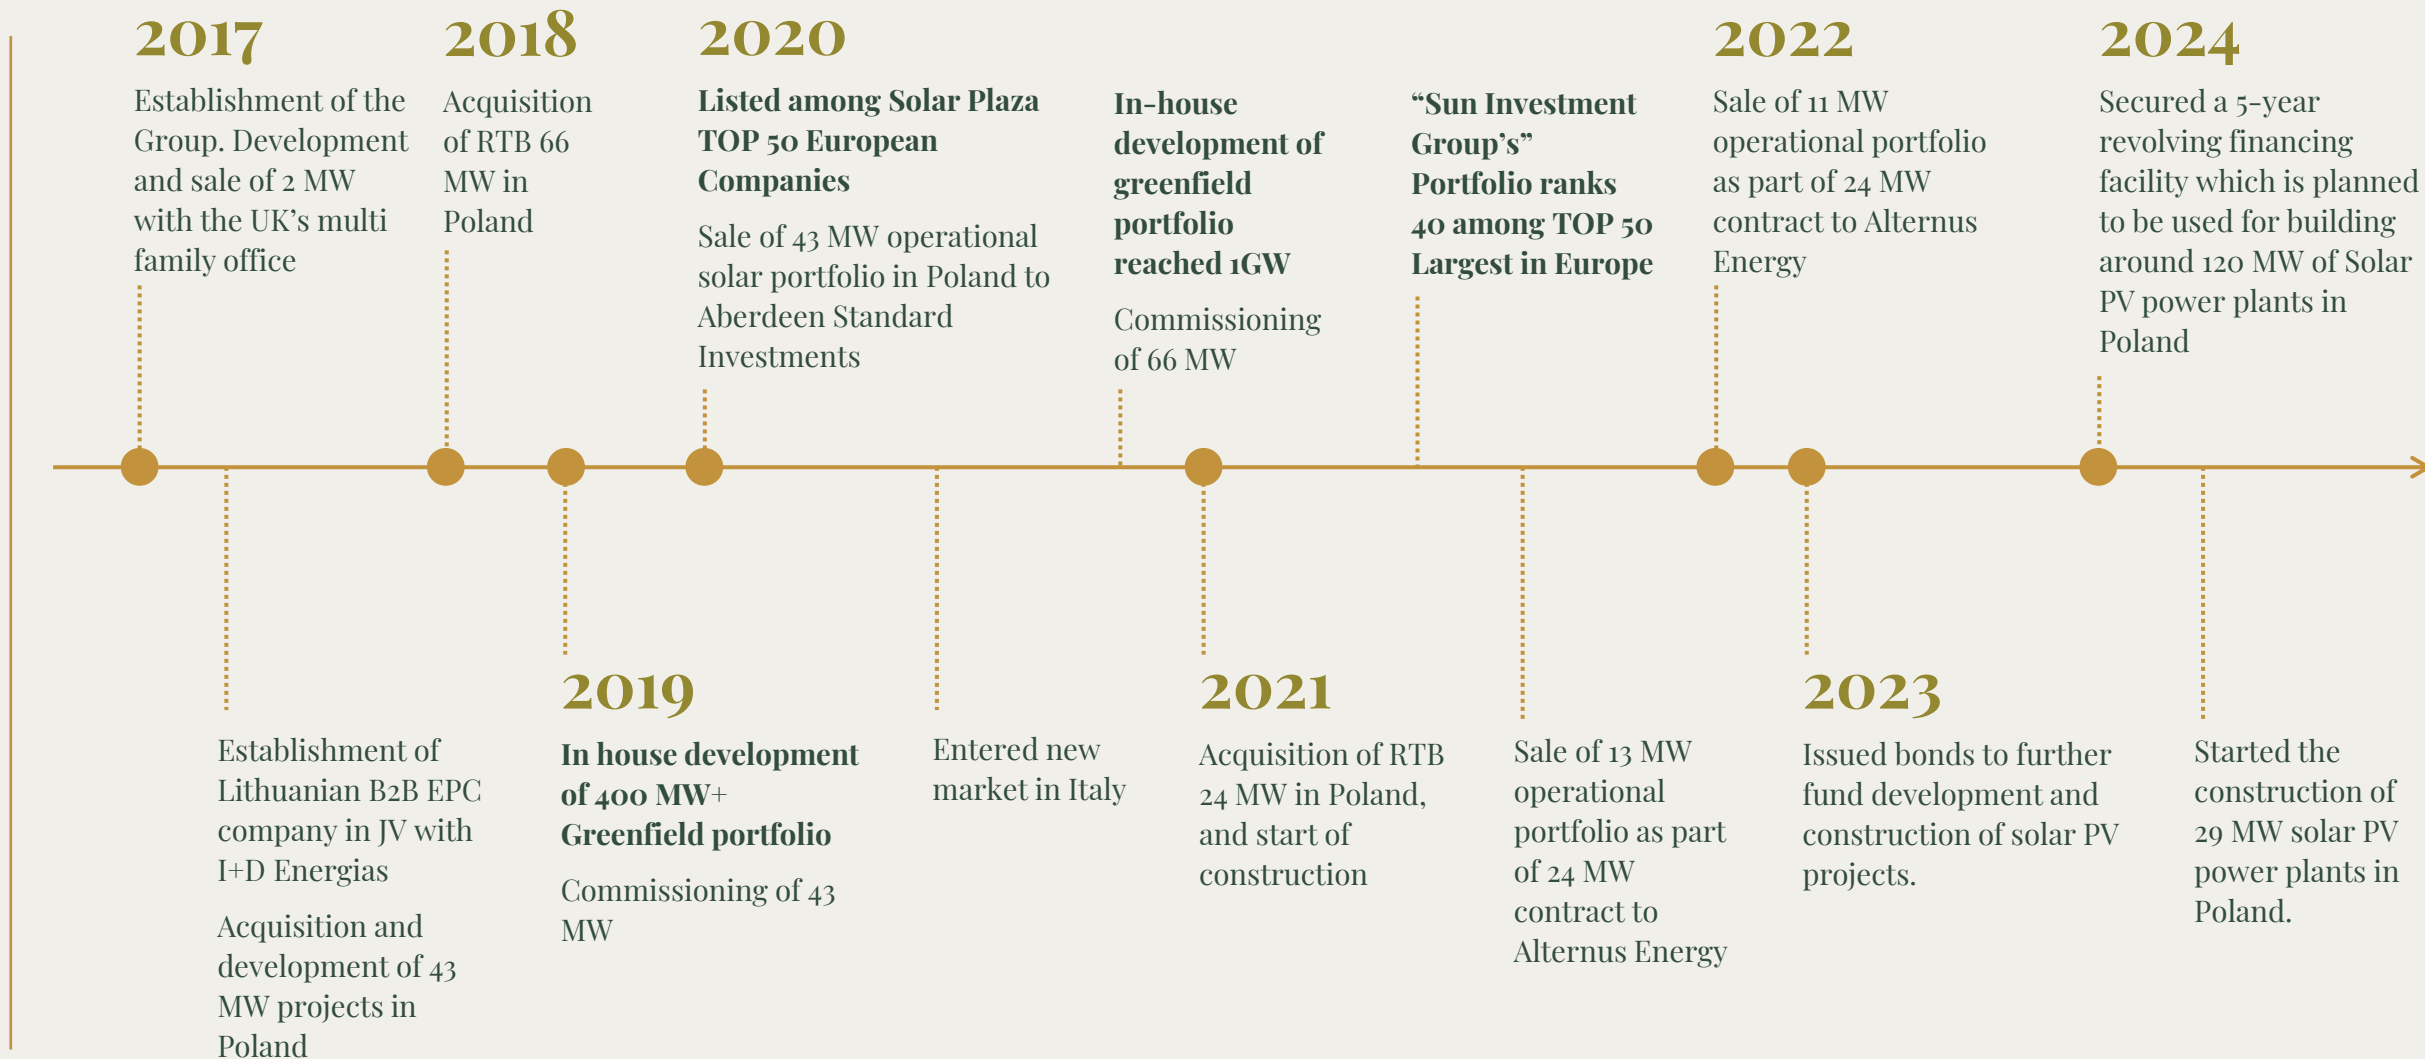 2017
Establishment of the
Group. Development
and sale of 2 MW
with the UK’s multi
family office
2018
Acquisition
of RTB 66
MW in
Poland
2020
Listed among Solar Plaza
TOP 50 European
Companies
Sale of 43 MW operational
solar portfolio in Poland to
Aberdeen Standard
Investments
In-house
development of
greenfield
portfolio
reached 1GW
Commissioning
of 66 MW
“Sun Investment
Group’s”
Portfolio ranks
40 among TOP 50
Largest in Europe
2022
Sale of 11 MW
operational portfolio
as part of 24 MW
contract to Alternus
Energy
2024
Secured a 5-year
revolving financing
facility which is planned
to be used for building
around 120 MW of Solar
PV power plants in
Poland
Establishment of
Lithuanian B2B EPC
company in JV with
I+D Energias
Acquisition and
development of 43
MW projects in
Poland
2019
In house development
of 400 MW+
Greenfield portfolio
Commissioning of 43
MW
Entered new
market in Italy
2021
Acquisition of RTB
24 MW in Poland,
and start of
construction
Sale of 13 MW
operational
portfolio as part
of 24 MW
contract to
Alternus Energy
2023
Issued bonds to further
fund development and
construction of solar PV
projects.
Started the
construction of
29 MW solar PV
power plants in
Poland.